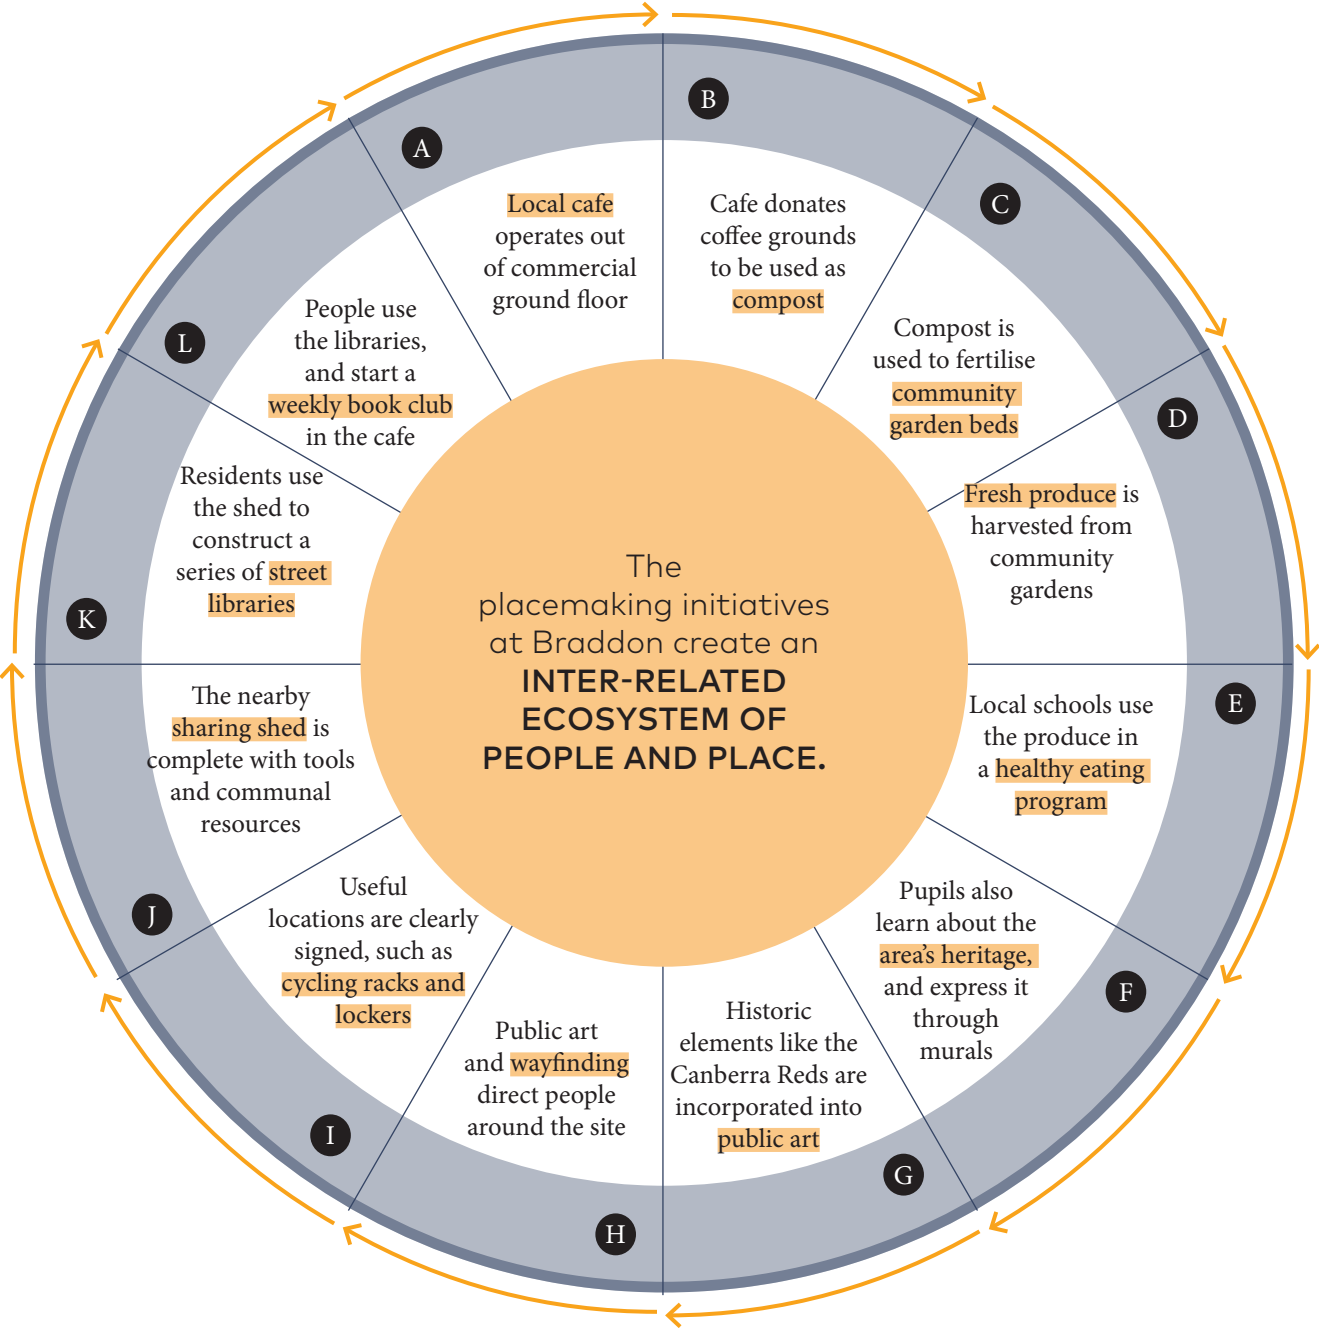 The
placemaking initiatives
at Braddon create an
INTER-RELATED
ECOSYSTEM OF
PEOPLE AND PLACE.
A
Local cafe
operates out
of commercial
ground floor
B
Cafe donates
coffee grounds
to be used as
compost
C
Compost is
used to fertilise
community
garden beds
D
Fresh produce is
harvested from
community
gardens
E
Local schools use
the produce in
a healthy eating
program
F
Pupils also
learn about the
area’s heritage,
and express it
through
murals
G
Historic
elements like the
Canberra Reds are
incorporated into
public art
H
Public art
and wayfinding
direct people
around the site
I
Useful
locations are clearly
signed, such as
cycling racks and
lockers
J
The nearby
sharing shed is
complete with tools
and communal
resources
K
Residents use
the shed to
construct a
series of street
libraries
L
People use
the libraries,
and start a
weekly book club
in the cafe